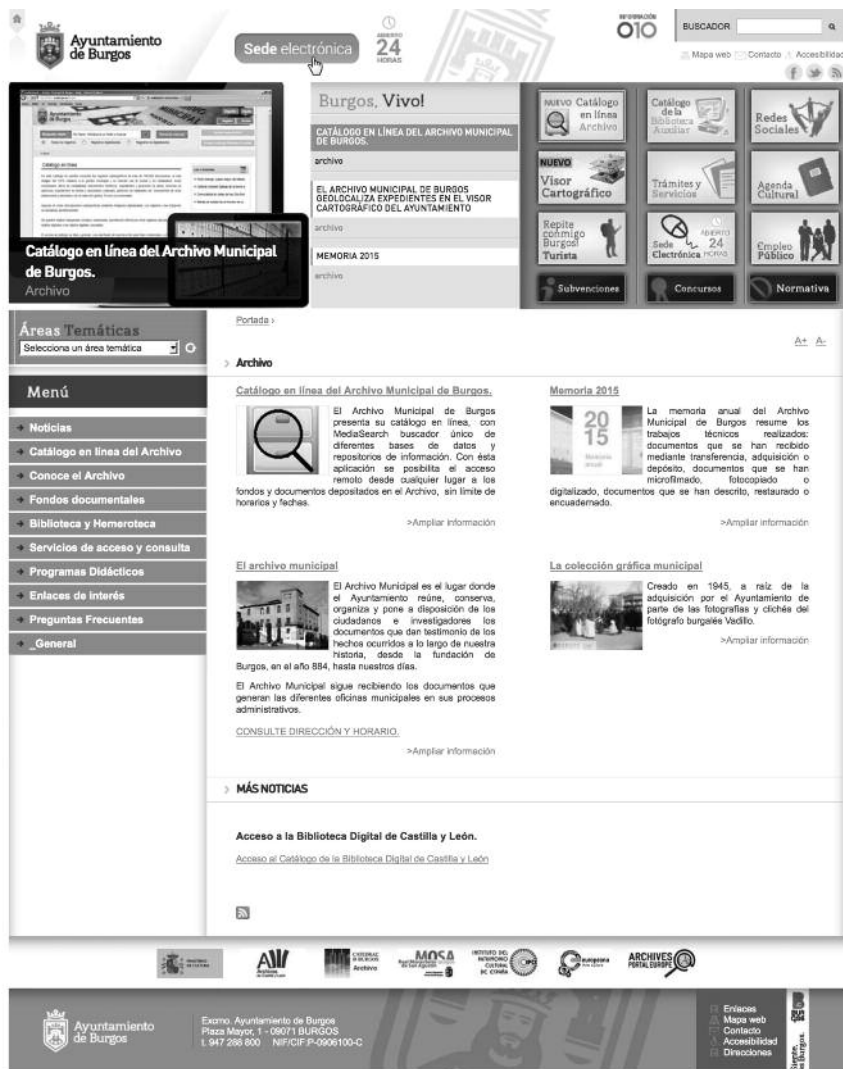 Ayuntamiento
de Burgos
Sede electrónica
ABIERTO
24
HORAS
INFORMACIÓN
010
BUSCADOR
Mapa web Contacto Accesibilidad
Catálogo en línea del Archivo Municipal
de Burgos.
Archivo
Burgos, Vivo!
CATÁLOGO EN LÍNEA DEL ARCHIVO MUNICIPAL
DE BURGOS.
archivo
EL ARCHIVO MUNICIPAL DE BURGOS
GEOLOCALIZA EXPEDIENTES EN EL VISOR
CARTOGRÁFICO DEL AYUNTAMIENTO
archivo
MEMORIA 2015
archivo
NUEVO Catálogo
en línea
Archivo
Catálogo
de la
Biblioteca
Auxiliar
Redes
Sociales
NUEVO
Visor
Cartográfico
Trámites y
Servicios
Agenda
Cultural
Repite
conmigo
Burgos!
Turista
Sede
Electrónica
ABIERTO
24
HORAS
Empleo
Público
Subvenciones
Concursos
Normativa
Áreas Temáticas
Selecciona un área temática
Menú
Noticias
Catálogo en línea del Archivo
Conoce el Archivo
Fondos documentales
Biblioteca y Hemeroteca
Servicios de acceso y consulta
Programas Didácticos
Enlaces de interés
Preguntas Frecuentes
_General
Portada ›
A+ A-
Archivo
Catálogo en línea del Archivo Municipal de Burgos.
El Archivo Municipal de Burgos
presenta su catálogo en línea, con
MediaSearch buscador único de
diferentes bases de datos y
repositorios de información. Con ésta
aplicación se posibilita el acceso
remoto desde cualquier lugar a los
fondos y documentos depositados en el Archivo, sin límite de
horarios y fechas.
>Ampliar información
Memoria 2015
20
15
Memoria
anual
La memoria anual del Archivo
Municipal de Burgos resume los
trabajos técnicos realizados:
documentos que se han recibido
mediante transferencia, adquisición o
depósito, documentos que se han
microfilmado, fotocopiado o
digitalizado, documentos que se han descrito, restaurado o
encuadernado.
>Ampliar información
El archivo municipal
El Archivo Municipal es el lugar donde
el Ayuntamiento reúne, conserva,
organiza y pone a disposición de los
ciudadanos e investigadores los
documentos que dan testimonio de los
hechos ocurridos a lo largo de nuestra
historia, desde la fundación de
Burgos, en el año 884, hasta nuestros días.
El Archivo Municipal sigue recibiendo los documentos que
generan las diferentes oficinas municipales en sus procesos
administrativos.
CONSULTE DIRECCIÓN Y HORARIO.
>Ampliar información
La colección gráfica municipal
Creado en 1945, a raíz de la
adquisición por el Ayuntamiento de
parte de las fotografías y clichés del
fotógrafo burgalés Vadillo.
>Ampliar información
MÁS NOTICIAS
Acceso a la Biblioteca Digital de Castilla y León.
Acceso al Catálogo de la Biblioteca Digital de Castilla y León
CATEDRAL
DE BURGOS
Archivo
MOSA
INSTITUTO DEL
PATRIMONIO
CULTURAL
DE ESPAÑA
europeana
ARCHIVES
PORTAL EUROPE
Ayuntamiento
de Burgos
Excmo. Ayuntamiento de Burgos
Plaza Mayor, 1 - 09071 BURGOS
t. 947 288 800 NIF/CIF:P-0906100-C
Enlaces
Mapa web
Contacto
Accesibilidad
Direcciones